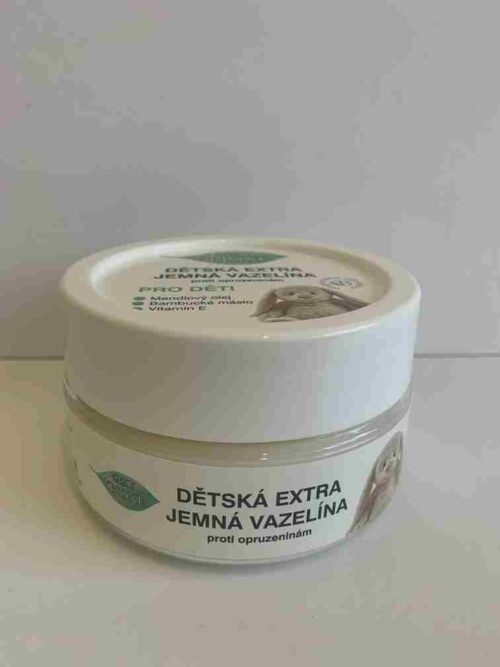 DĚTSKÁ EXTRA
JEMNÁ VAZELÍNA
proti opruzeninám
PRO DĚTI
Mandlový olej
Bambucké máslo
Vitamin E
DĚTSKÁ EXTRA
JEMNÁ VAZELÍNA
proti opruzeninám